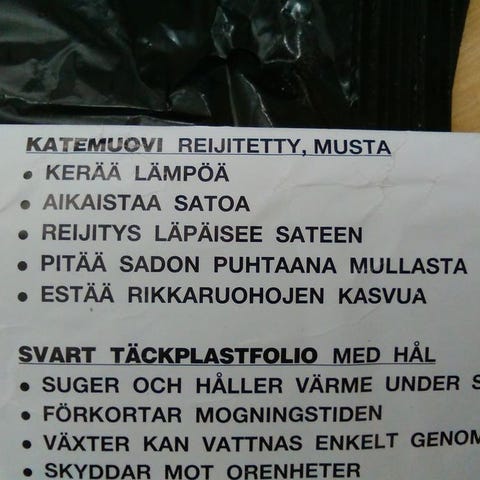 KATEMUOVI REIJITETTY, MUSTA
• KERÄÄ LÄMPÖÄ
• AIKAISTAA SATOA
• REIJITYS LÄPÄISEE SATEEN
• PITÄÄ SADON PUHTAANA MULLASTA
• ESTÄÄ RIKKARUOHOJEN KASVUA
SVART TÄCKPLASTFOLIO MED HÅL
• SUGER OCH HÅLLER VÄRME UNDER S
• FÖRKORTAR MOGNINGSTIDEN
• VÄXTER KAN VATTNAS ENKELT GENOM
• SKYDDAR MOT ORENHETER